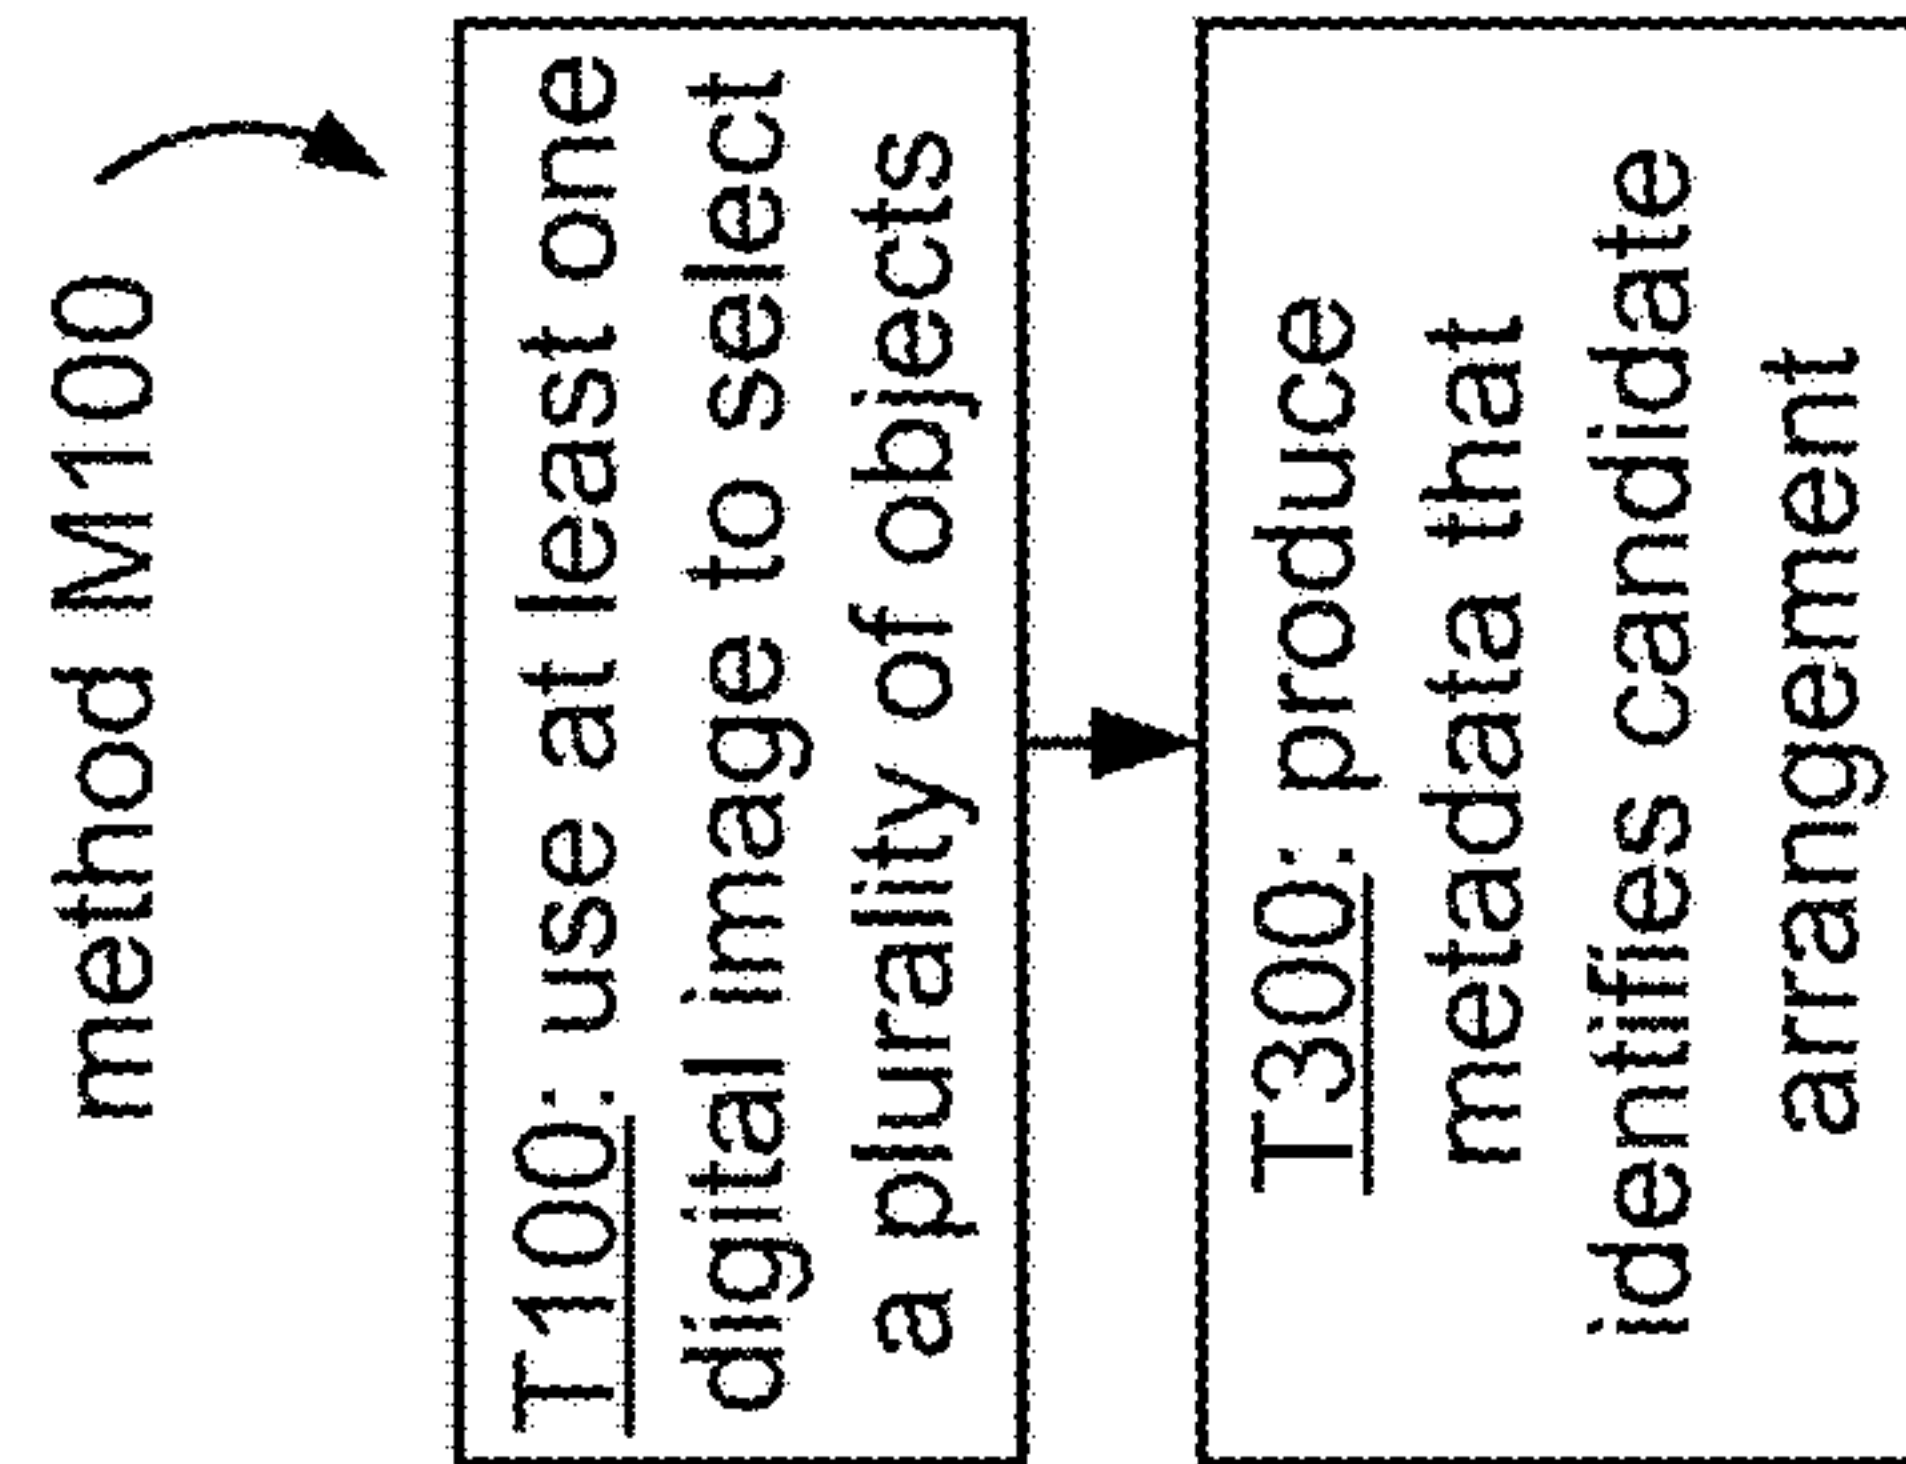 method M100
T100: use at least one
digital image to select
a plurality of objects
T300: produce
metadata that
identifies candidate
arrangement